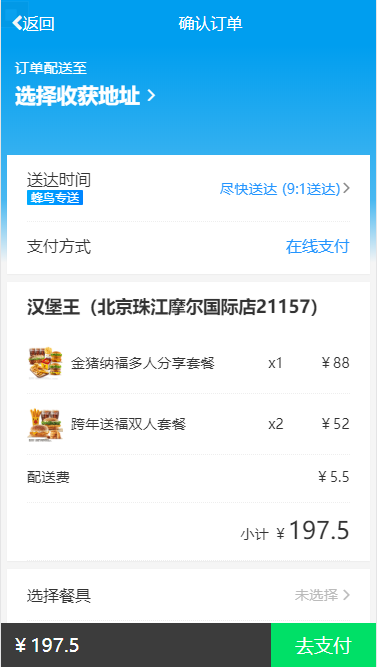 返回
确认订单
订单配送至
选择收获地址
送达时间
尽快送达 (9:1送达)
蜂鸟专送
支付方式
在线支付
汉堡王（北京珠江摩尔国际店21157）
金猪纳福多人分享套餐 x1 ¥88
跨年送福双人套餐 x2 ¥52
配送费 ¥5.5
小计 ¥197.5
选择餐具 未选择
¥197.5 去支付